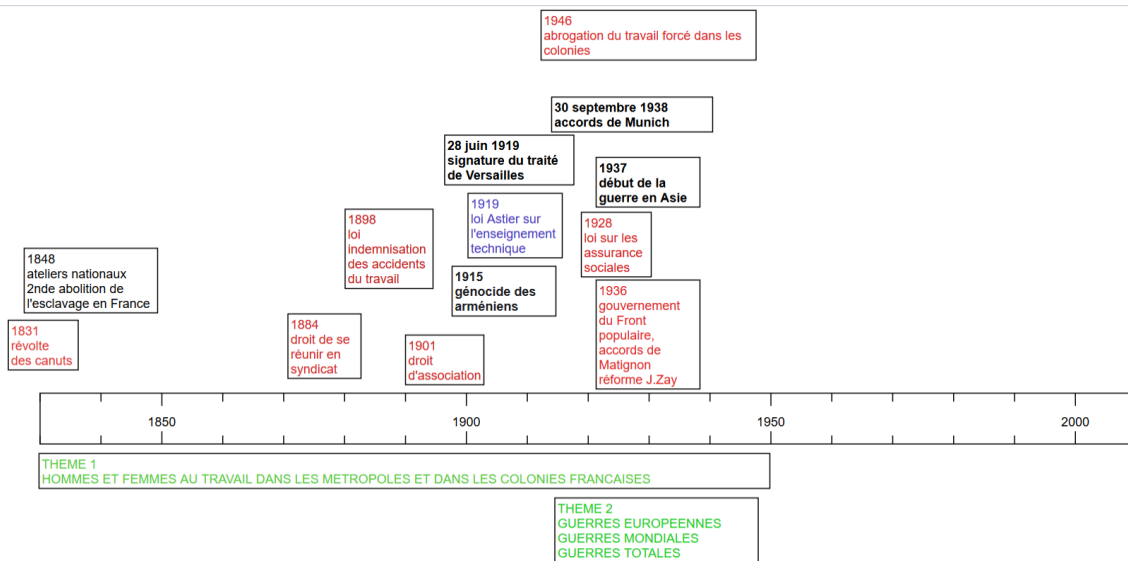 1946
abrogation du travail forcé dans les
colonies
30 septembre 1938
accords de Munich
28 juin 1919
signature du traité
de Versailles
1937
début de la
guerre en Asie
1919
loi Astier sur
l'enseignement
technique
1898
loi
indemnisation
des accidents
du travail
1928
loi sur les
assurance
sociales
1848
ateliers nationaux
2nde abolition de
l'esclavage en France
1915
génocide des
arméniens
1936
gouvernement
du Front
populaire,
accords de
Matignon
réforme J.Zay
1831
révolte
des canuts
1884
droit de se
réunir en
syndicat
1901
droit
d'association
1850
1900
1950
2000
THEME 1
HOMMES ET FEMMES AU TRAVAIL DANS LES METROPOLES ET DANS LES COLONIES FRANCAISES
THEME 2
GUERRES EUROPEENNES
GUERRES MONDIALES
GUERRES TOTALES